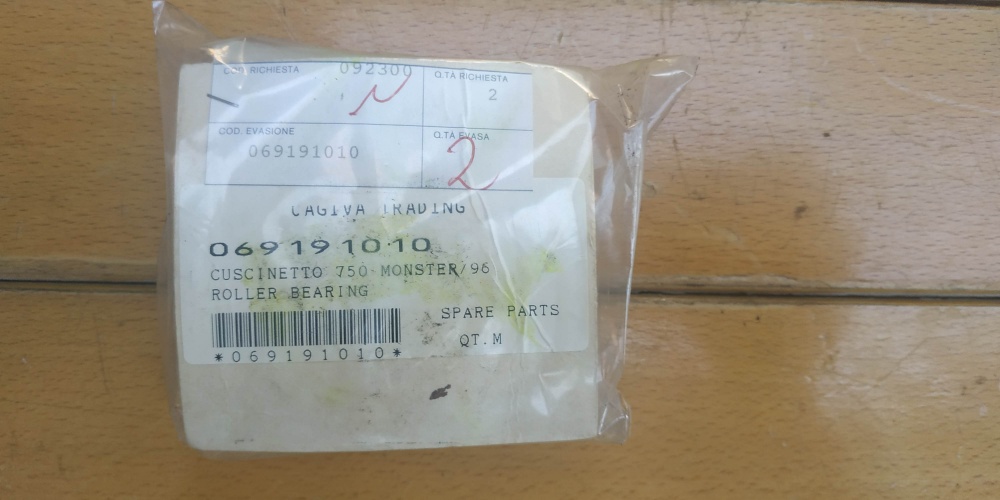 COD. RICHIESTA 092300 Q.TA RICHIESTA
2
COD. EVASIONE Q.TA EVASA
069191010 2
CAGIVA TRADING
069191010
CUSCINETTO 750 MONSTER/96
ROLLER BEARING
SPARE PARTS
QT.M
*069191010*